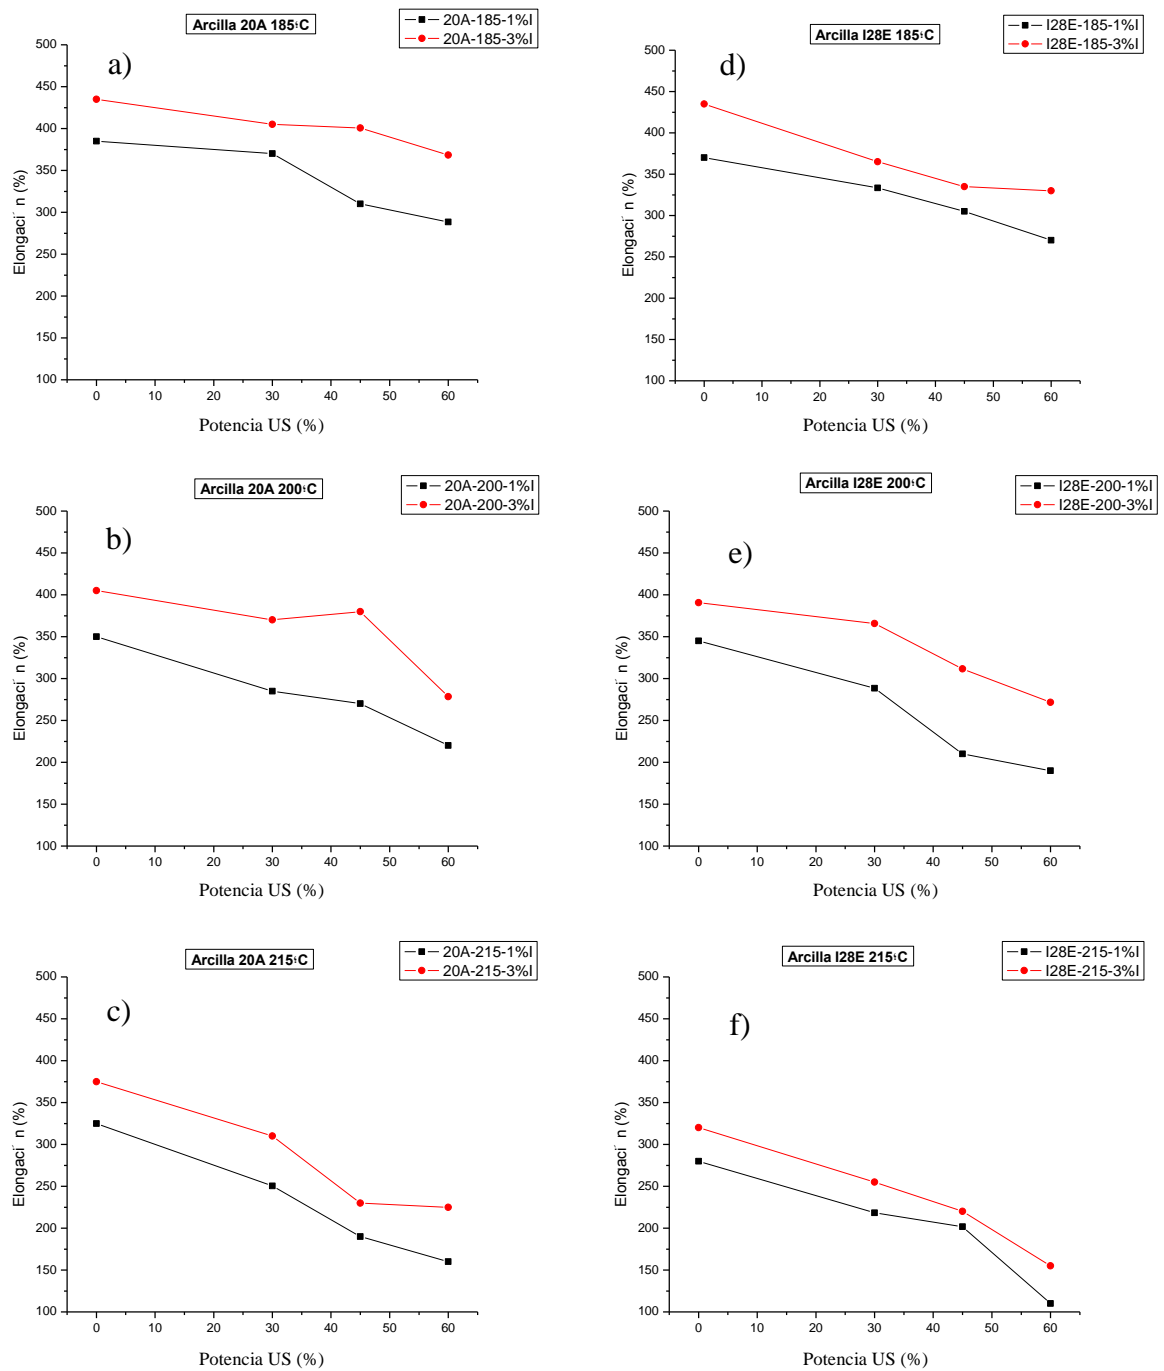 Arcilla 20A 185°C
20A-185-1%I
20A-185-3%I
a)
500
450
400
350
300
250
200
150
100
Elongaci´ n (%)
0 10 20 30 40 50 60
Potencia US (%)
Arcilla I28E 185°C
I28E-185-1%I
I28E-185-3%I
d)
500
450
400
350
300
250
200
150
100
Elongaci´ n (%)
0 10 20 30 40 50 60
Potencia US (%)
Arcilla 20A 200°C
20A-200-1%I
20A-200-3%I
b)
500
450
400
350
300
250
200
150
100
Elongaci´ n (%)
0 10 20 30 40 50 60
Potencia US (%)
Arcilla I28E 200°C
I28E-200-1%I
I28E-200-3%I
e)
500
450
400
350
300
250
200
150
100
Elongaci´ n (%)
0 10 20 30 40 50 60
Potencia US (%)
Arcilla 20A 215°C
20A-215-1%I
20A-215-3%I
c)
500
450
400
350
300
250
200
150
100
Elongaci´ n (%)
0 10 20 30 40 50 60
Potencia US (%)
Arcilla I28E 215°C
I28E-215-1%I
I28E-215-3%I
f)
500
450
400
350
300
250
200
150
100
Elongaci´ n (%)
0 10 20 30 40 50 60
Potencia US (%)